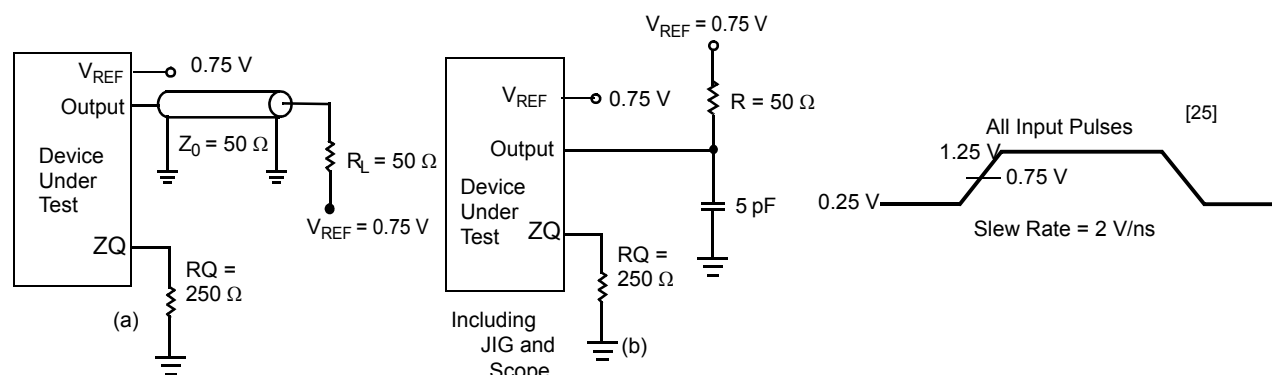 V_REF
0.75 V
Output
Z_0 = 50 Ω
Device
Under
Test
R_L = 50 Ω
V_REF = 0.75 V
ZQ
RQ =
250 Ω
(a)
V_REF = 0.75 V
R = 50 Ω
V_REF
0.75 V
Output
Device
Under
Test
5 pF
ZQ
RQ =
250 Ω
Including
JIG and
Scope
(b)
[25]
All Input Pulses
1.25 V
0.75 V
0.25 V
Slew Rate = 2 V/ns